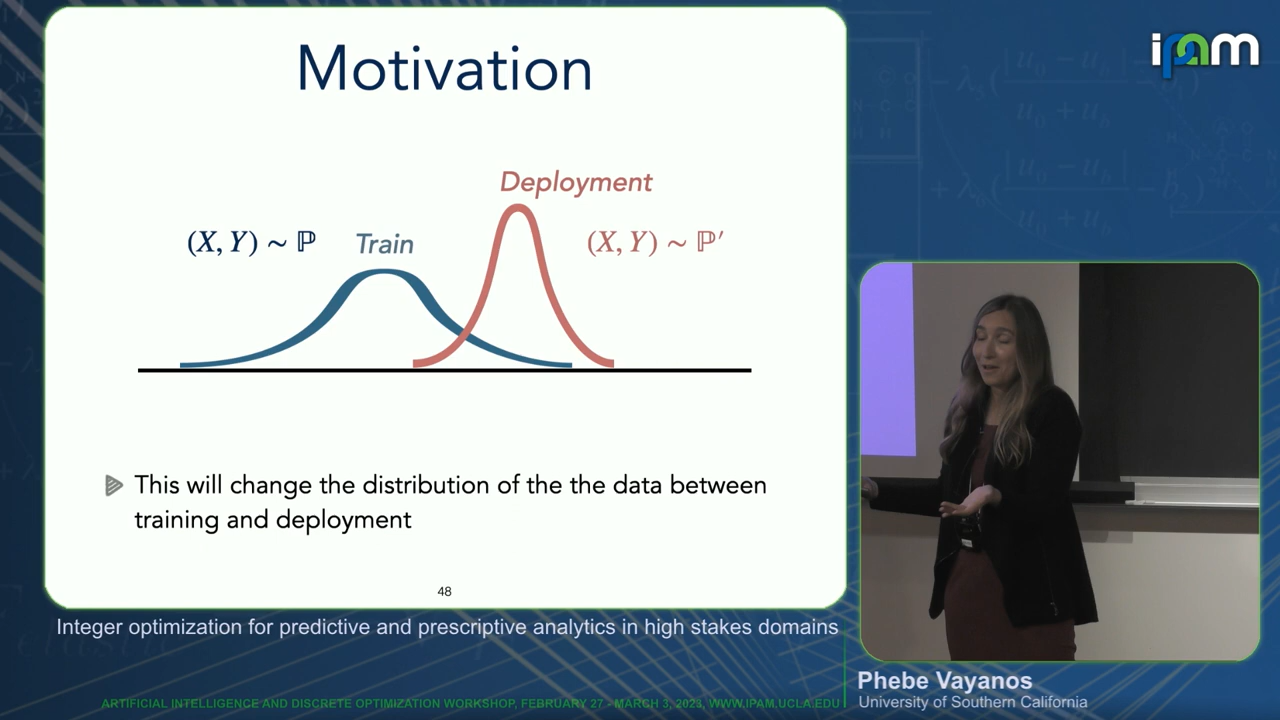 Motivation
Deployment
(X, Y) ~ ℙ
Train
(X, Y) ~ ℙ′
This will change the distribution of the the data between
training and deployment
48
ipam
Integer optimization for predictive and prescriptive analytics in high stakes domains
Phebe Vayanos
University of Southern California
ARTIFICIAL INTELLIGENCE AND DISCRETE OPTIMIZATION WORKSHOP, FEBRUARY 27 - MARCH 3, 2023, WWW.IPAM.UCLA.EDU